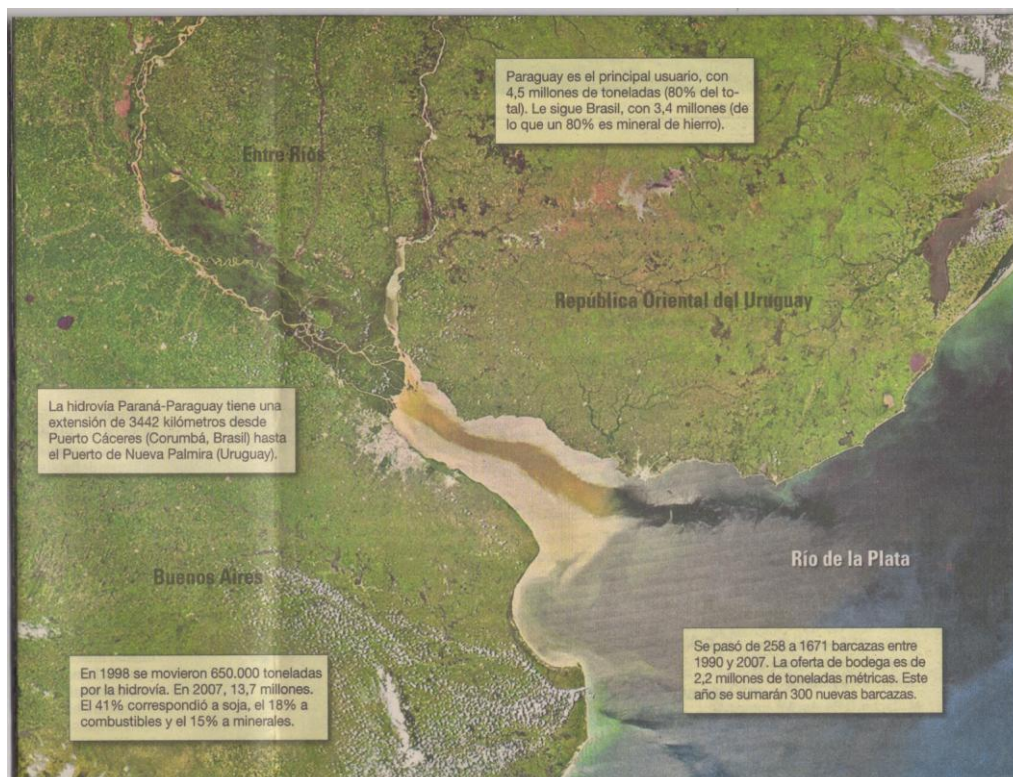 Paraguay es el principal usuario, con
4,5 millones de toneladas (80% del to-
tal). Le sigue Brasil, con 3,4 millones (de
lo que un 80% es mineral de hierro).
Entre Ríos
República Oriental del Uruguay
La hidrovía Paraná-Paraguay tiene una
extensión de 3442 kilómetros desde
Puerto Cáceres (Corumbá, Brasil) hasta
el Puerto de Nueva Palmira (Uruguay).
Río de la Plata
Buenos Aires
En 1998 se movieron 650.000 toneladas
por la hidrovía. En 2007, 13,7 millones.
El 41% correspondió a soja, el 18% a
combustibles y el 15% a minerales.
Se pasó de 258 a 1671 barcazas entre
1990 y 2007. La oferta de bodega es de
2,2 millones de toneladas métricas. Este
año se sumarán 300 nuevas barcazas.